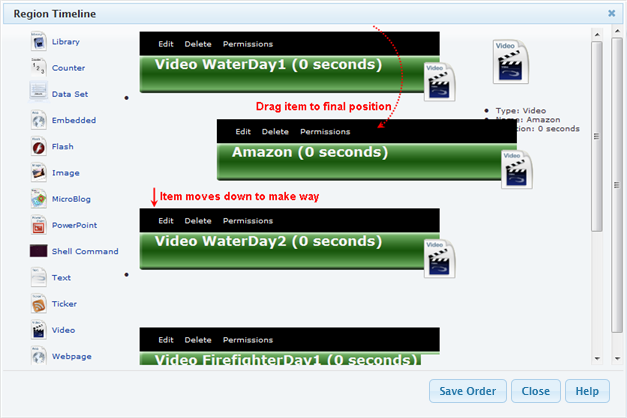 Region Timeline
Library
Counter
Data Set
Embedded
Flash
Image
MicroBlog
PowerPoint
Shell Command
Text
Ticker
Video
Webpage
Edit Delete Permissions
Video WaterDay1 (0 seconds)
Video
Drag item to final position
Edit Delete Permissions
Amazon (0 seconds)
Video
Item moves down to make way
Edit Delete Permissions
Video WaterDay2 (0 seconds)
Video
Edit Delete Permissions
Video FirefighterDay1 (0 seconds)
Video
Type: Video
Name: Amazon
0 seconds
Save Order Close Help